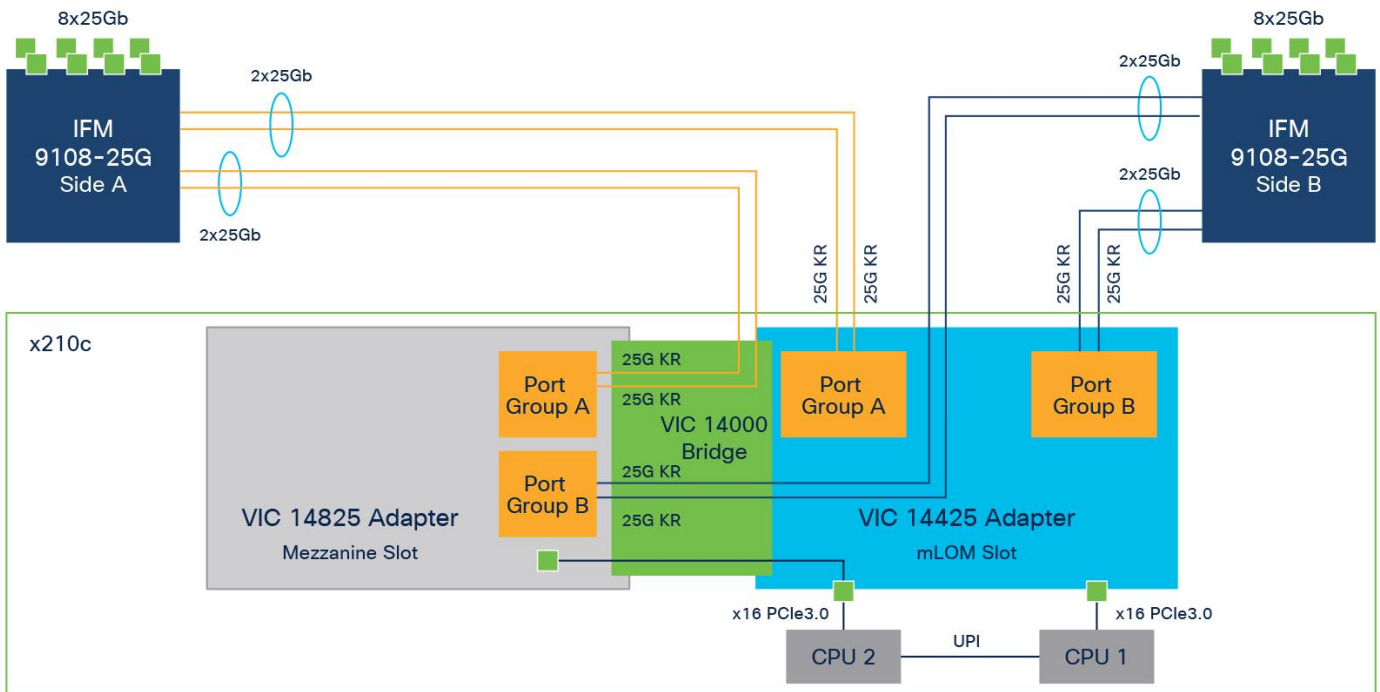 8x25Gb
8x25Gb
2x25Gb
2x25Gb
IFM
9108-25G
Side A
IFM
9108-25G
Side B
2x25Gb
2x25Gb
25G KR
25G KR
25G KR
25G KR
x210c
Port
Group A
25G KR
25G KR
VIC 14000
Bridge
Port
Group A
Port
Group B
Port
Group B
25G KR
25G KR
VIC 14825 Adapter
Mezzanine Slot
VIC 14425 Adapter
mLOM Slot
x16 PCIe3.0
x16 PCIe3.0
CPU 2
UPI
CPU 1